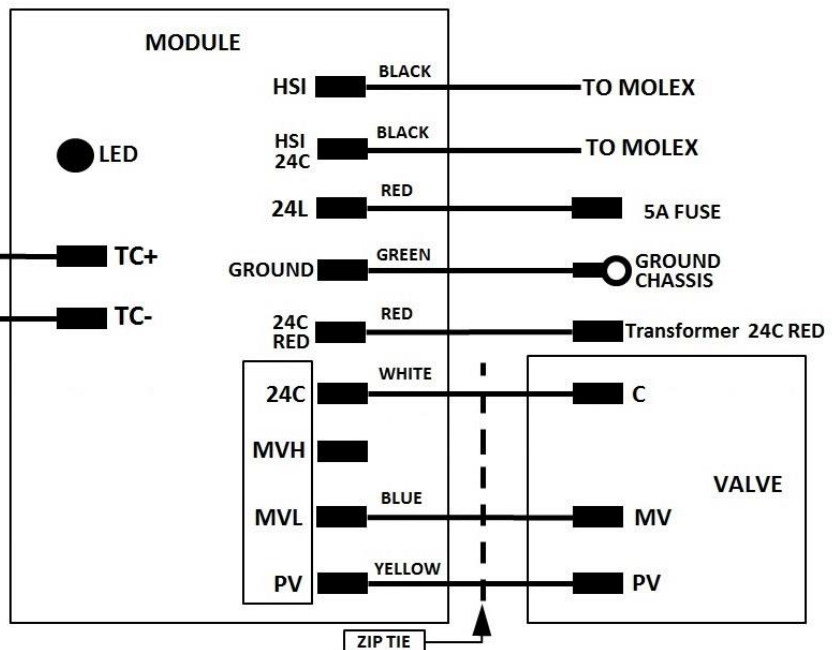 MODULE
HSI
BLACK
TO MOLEX
HSI
24C
BLACK
TO MOLEX
LED
24L
RED
5A FUSE
TC+
GROUND
GREEN
GROUND
CHASSIS
TC-
24C
RED
RED
Transformer 24C RED
24C
WHITE
C
MVH
VALVE
MVL
BLUE
MV
PV
YELLOW
PV
ZIP TIE